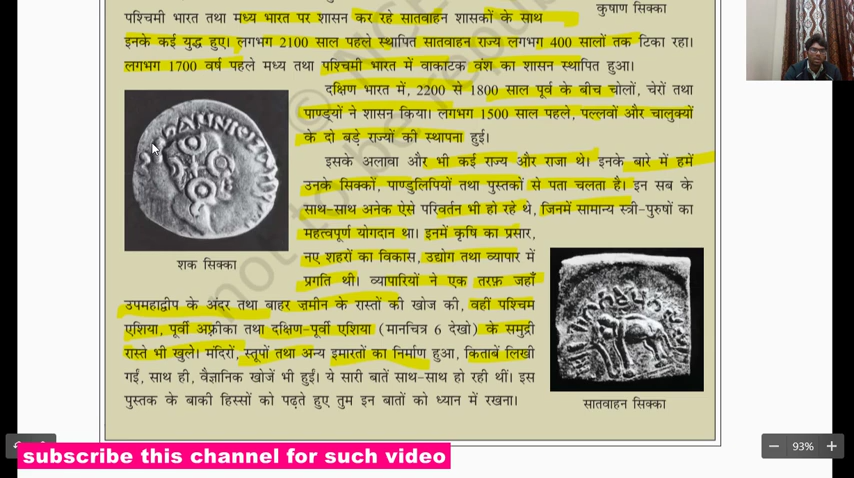 कुषाण सिक्का
पश्चिमी भारत तथा मध्य भारत पर शासन कर रहे सातवाहन शासकों के साथ
इनके कई युद्ध हुए। लगभग 2100 साल पहले स्थापित सातवाहन राज्य लगभग 400 सालों तक टिका रहा।
लगभग 1700 वर्ष पहले मध्य तथा पश्चिमी भारत में वाकाटक वंश का शासन स्थापित हुआ।
दक्षिण भारत में, 2200 से 1800 साल पूर्व के बीच चोलों, चेरों तथा
पाण्ड्यों ने शासन किया। लगभग 1500 साल पहले, पल्लवों और चालुक्यों
के दो बड़े राज्यों की स्थापना हुई।
इसके अलावा और भी कई राज्य और राजा थे। इनके बारे में हमें
उनके सिक्कों, पाण्डुलिपियों तथा पुस्तकों से पता चलता है। इन सब के
साथ-साथ अनेक ऐसे परिवर्तन भी हो रहे थे, जिनमें सामान्य स्त्री-पुरुषों का
महत्वपूर्ण योगदान था। इनमें कृषि का प्रसार,
नए शहरों का विकास, उद्योग तथा व्यापार में
प्रगति थी। व्यापारियों ने एक तरफ़ जहाँ
शक सिक्का
उपमहाद्वीप के अंदर तथा बाहर ज़मीन के रास्तों की खोज की, वहीं पश्चिम
एशिया, पूर्वी अफ़्रीका तथा दक्षिण-पूर्वी एशिया (मानचित्र 6 देखो) के समुद्री
रास्ते भी खुले। मंदिरों, स्तूपों तथा अन्य इमारतों का निर्माण हुआ, किताबें लिखी
गईं, साथ ही, वैज्ञानिक खोजें भी हुईं। ये सारी बातें साथ-साथ हो रही थीं। इस
पुस्तक के बाकी हिस्सों को पढ़ते हुए तुम इन बातों को ध्यान में रखना।
सातवाहन सिक्का
93%
subscribe this channel for such video